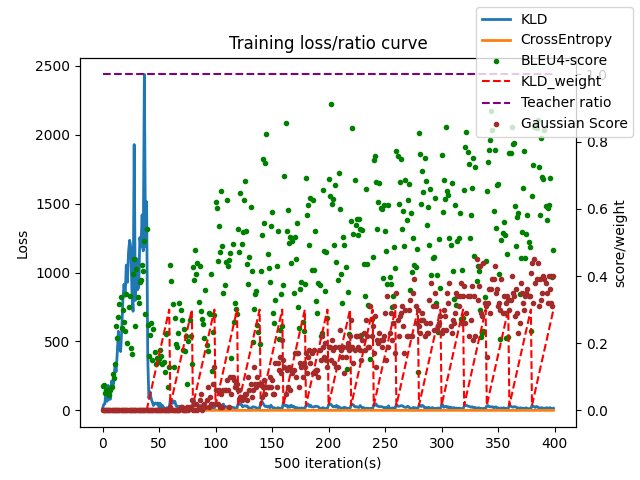 Training loss/ratio curve
KLD
CrossEntropy
BLEU4-score
KLD_weight
Teacher ratio
Gaussian Score
Loss
2500
2000
1500
1000
500
0
1.0
0.8
0.6
0.4
0.2
0.0
score/weight
0 50 100 150 200 250 300 350 400
500 iteration(s)